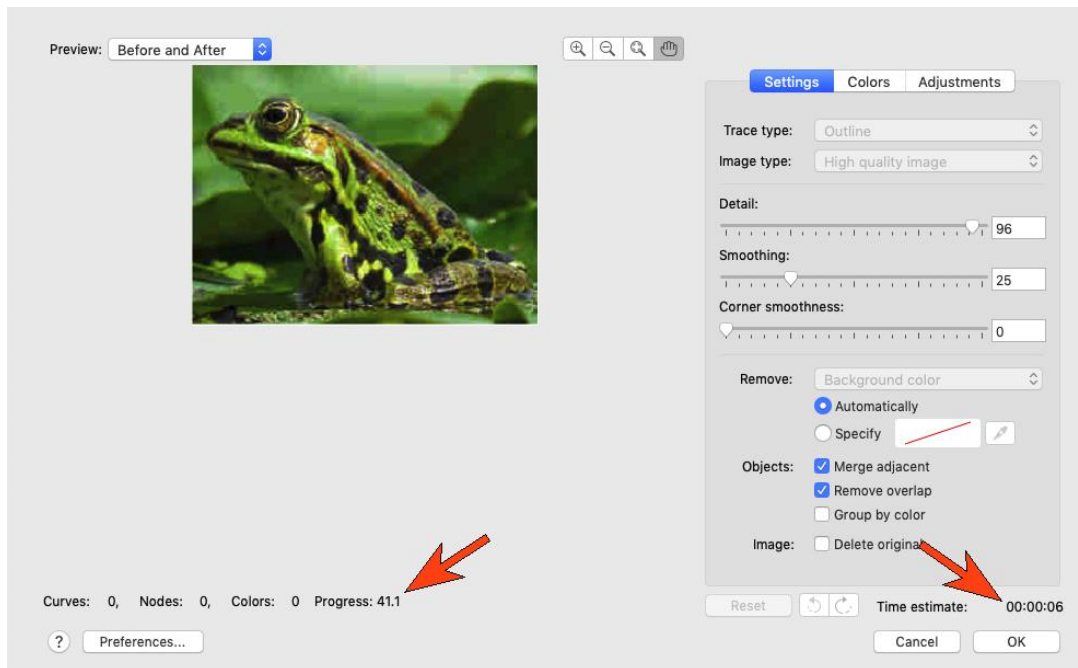 Preview: Before and After
Settings Colors Adjustments
Trace type: Outline
Image type: High quality image
Detail:
96
Smoothing:
25
Corner smoothness:
0
Remove: Background color
Automatically
Specify
Objects: Merge adjacent
Remove overlap
Group by color
Image: Delete original
Curves: 0, Nodes: 0, Colors: 0 Progress: 41.1
Reset Time estimate: 00:00:06
? Preferences... Cancel OK